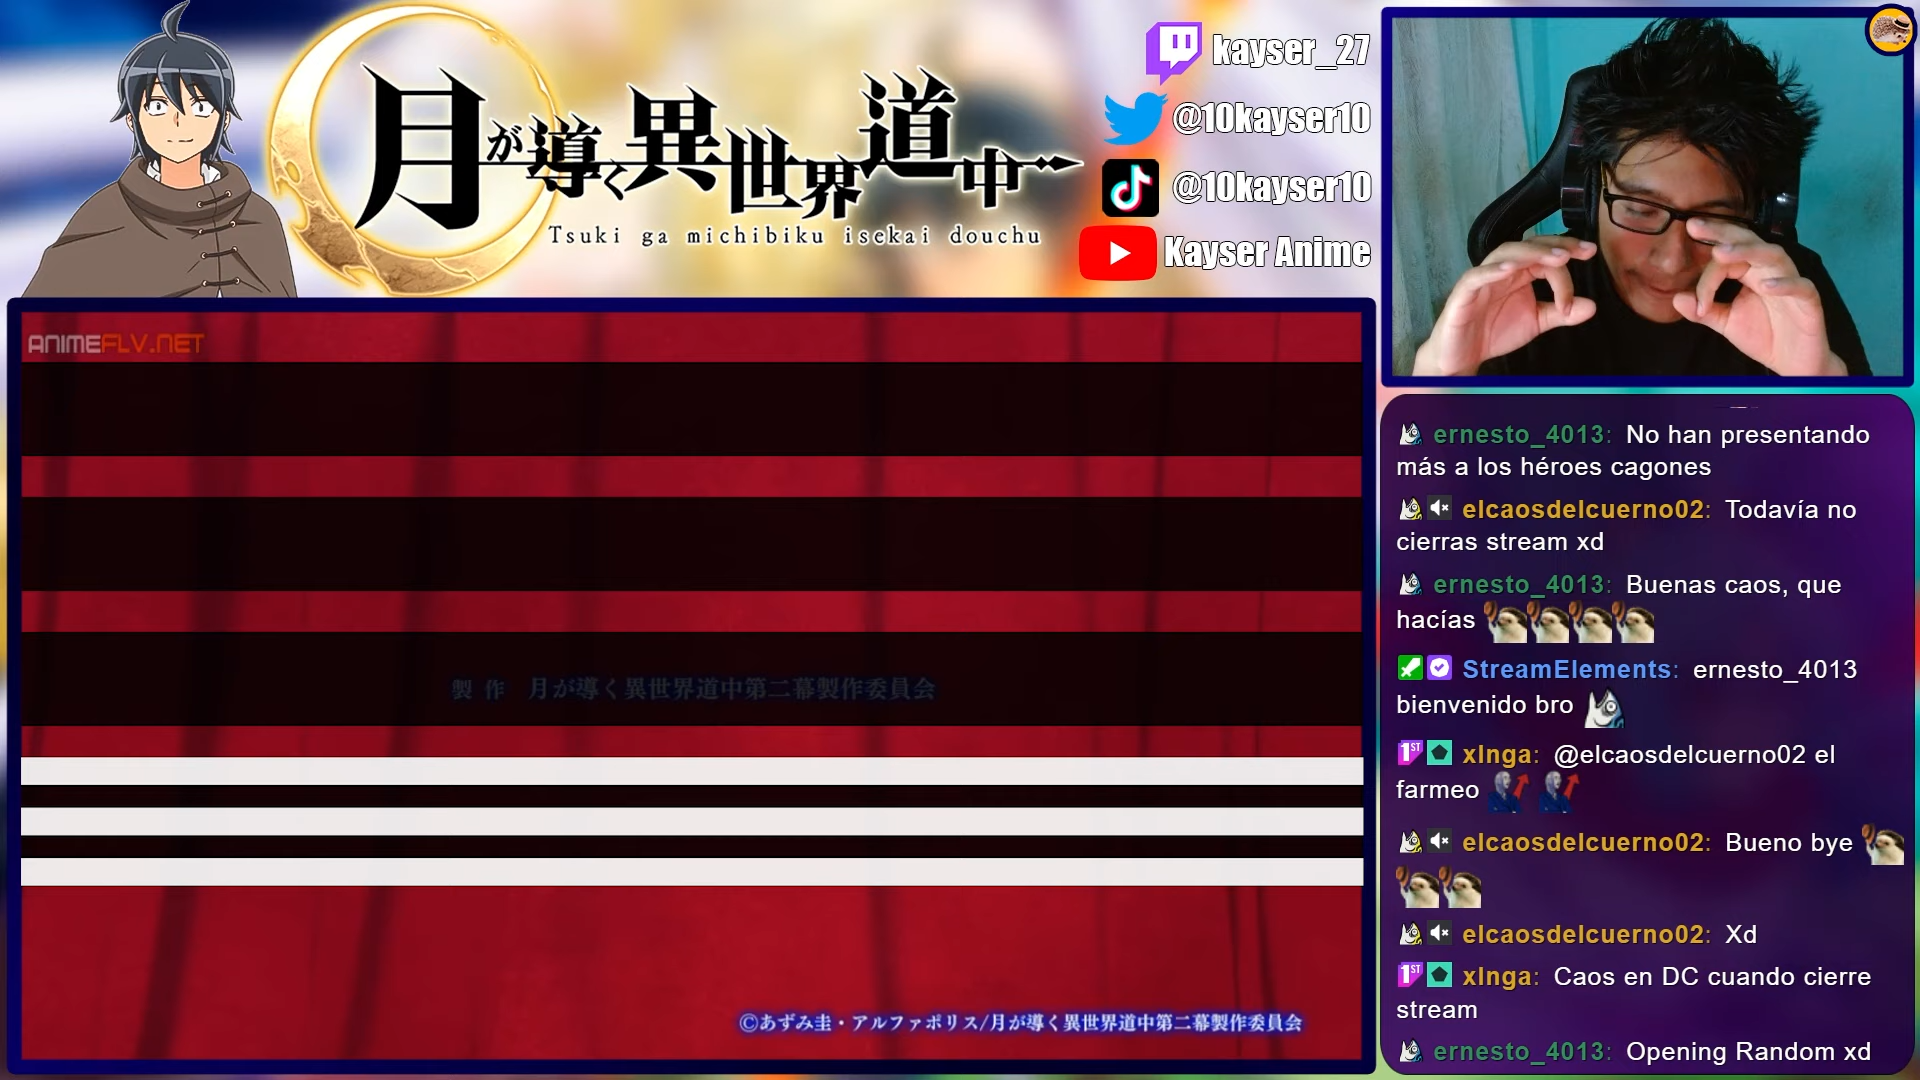 月が導く異世界道中
Tsuki ga michibiku isekai douchu
kayser_27
@10kayser10
@10kayser10
Kayser Anime
ANIMEFLV.NET
製作 月が導く異世界道中第二幕製作委員会
©あずみ圭・アルファポリス/月が導く異世界道中第二幕製作委員会
ernesto_4013: No han presentando
más a los héroes cagones
elcaosdelcuerno02: Todavía no
cierras stream xd
ernesto_4013: Buenas caos, que
hacías
StreamElements: ernesto_4013
bienvenido bro
1ST xInga: @elcaosdelcuerno02 el
farmeo
elcaosdelcuerno02: Bueno bye
elcaosdelcuerno02: Xd
1ST xInga: Caos en DC cuando cierre
stream
ernesto_4013: Opening Random xd